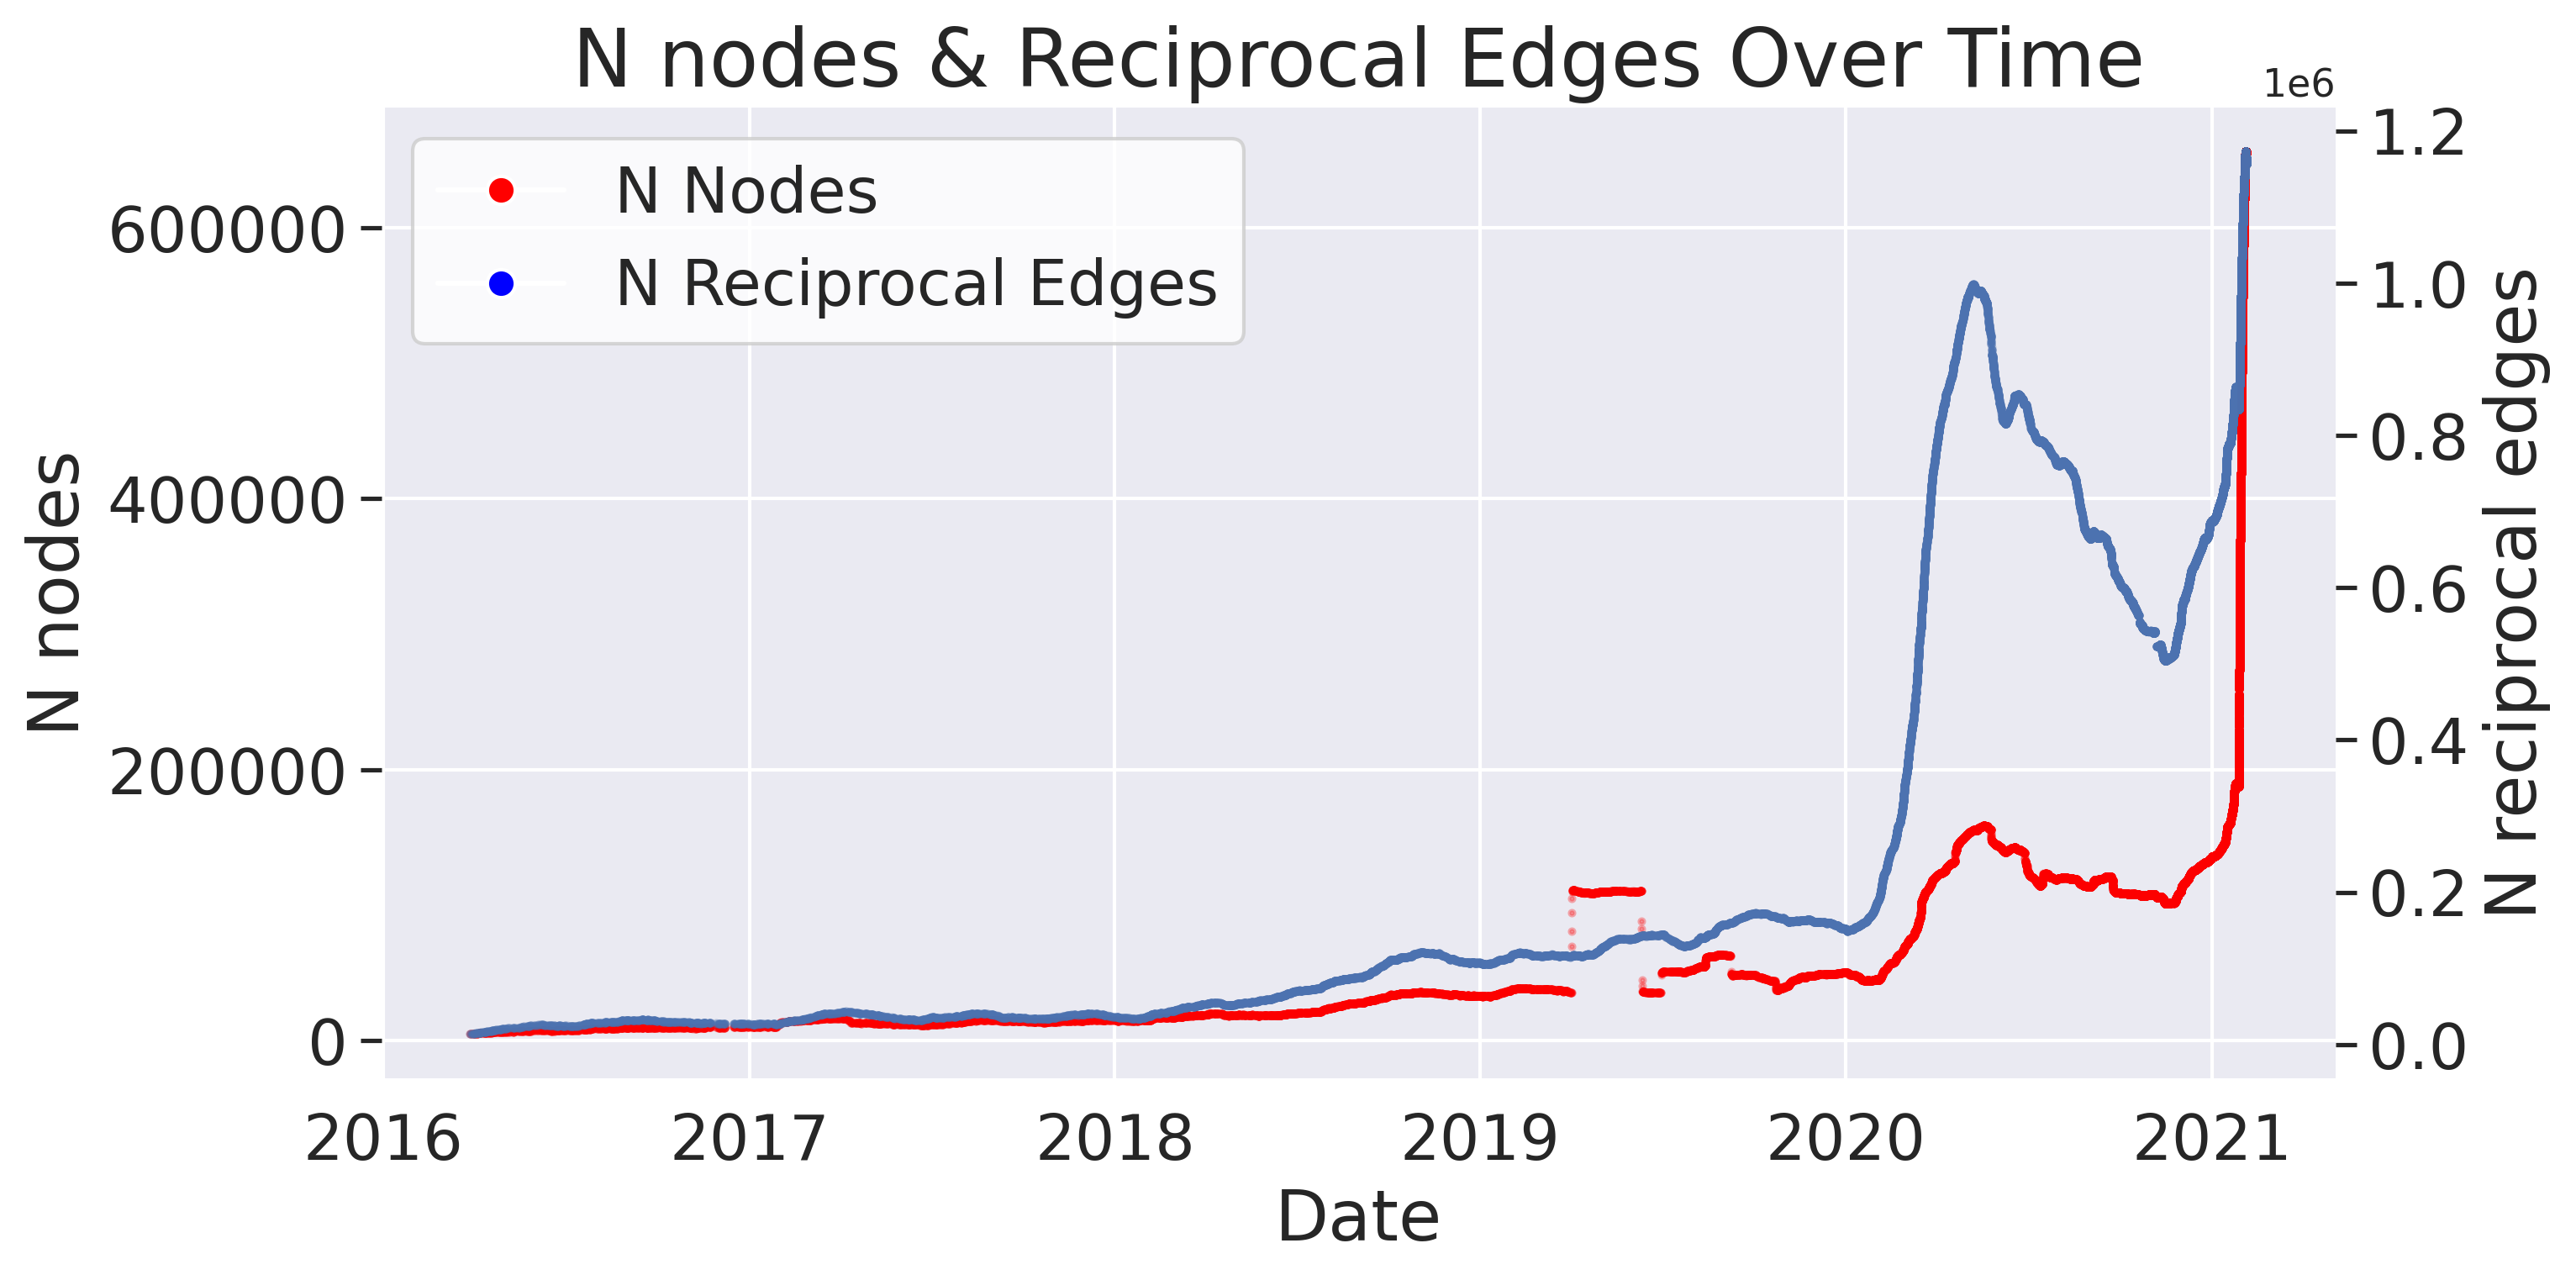 N nodes & Reciprocal Edges Over Time
1e6
N Nodes
N Reciprocal Edges
N nodes
600000
400000
200000
0
1.2
1.0
0.8
0.6
0.4
0.2
0.0
N reciprocal edges
2016 2017 2018 2019 2020 2021
Date